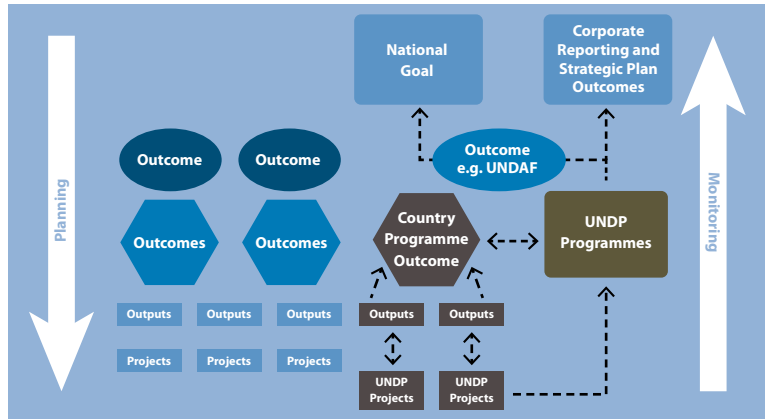 National
Goal
Corporate
Reporting and
Strategic Plan
Outcomes
Planning
Outcome
Outcome
Outcome
e.g. UNDAF
Monitoring
Outcomes
Outcomes
Country
Programme
Outcome
UNDP
Programmes
Outputs
Outputs
Outputs
Outputs
Outputs
Projects
Projects
Projects
UNDP
Projects
UNDP
Projects